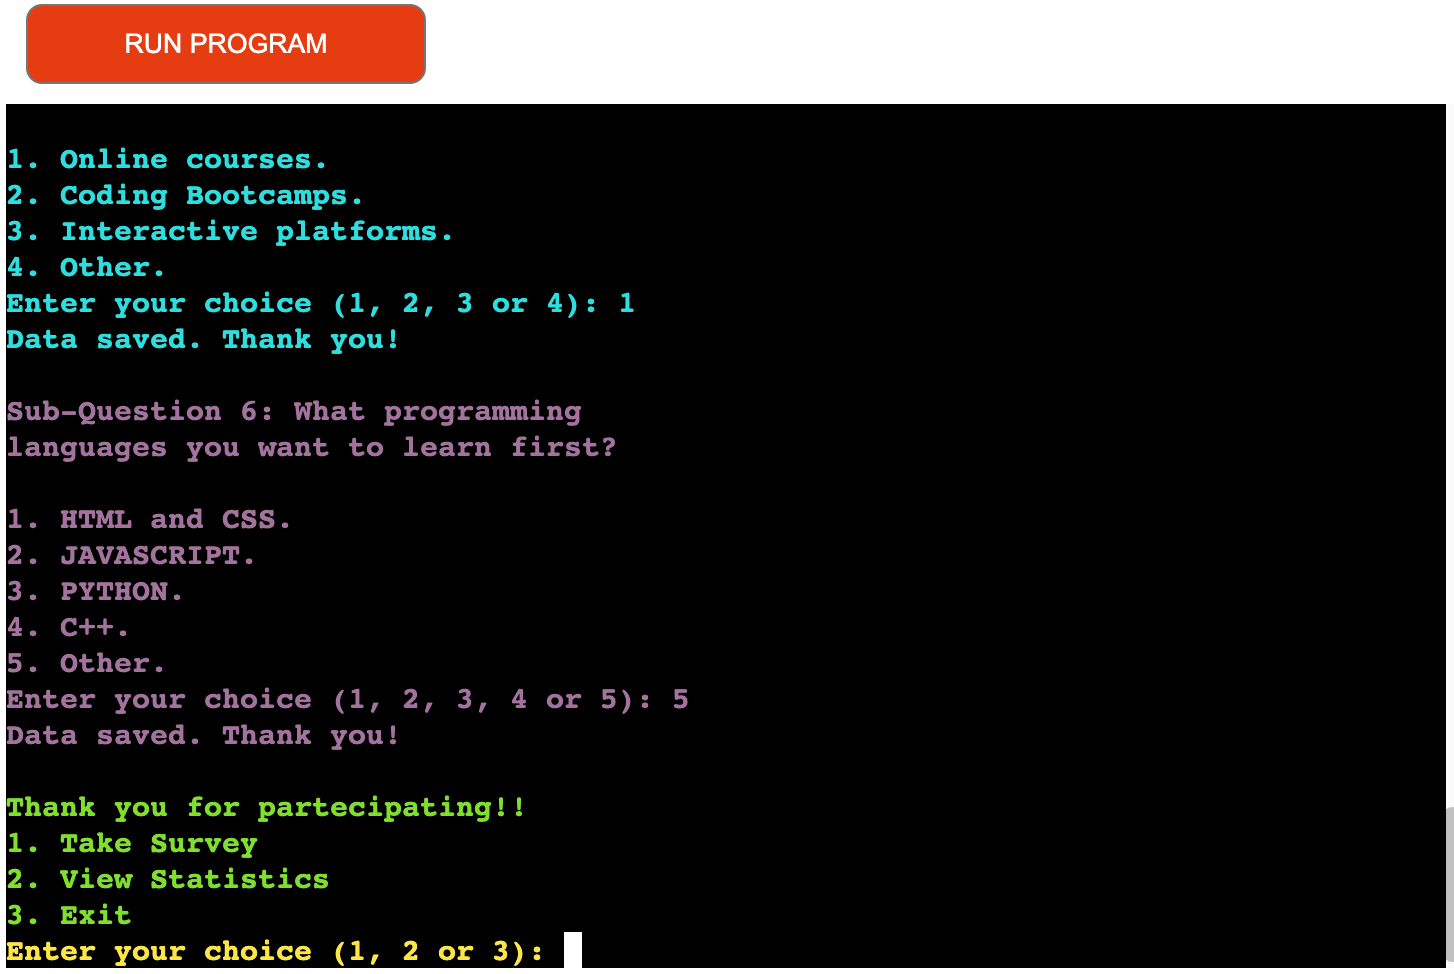 RUN PROGRAM
1. Online courses.
2. Coding Bootcamps.
3. Interactive platforms.
4. Other.
Enter your choice (1, 2, 3 or 4): 1
Data saved. Thank you!
Sub-Question 6: What programming
languages you want to learn first?
1. HTML and CSS.
2. JAVASCRIPT.
3. PYTHON.
4. C++.
5. Other.
Enter your choice (1, 2, 3, 4 or 5): 5
Data saved. Thank you!
Thank you for partecipating!!
1. Take Survey
2. View Statistics
3. Exit
Enter your choice (1, 2 or 3):